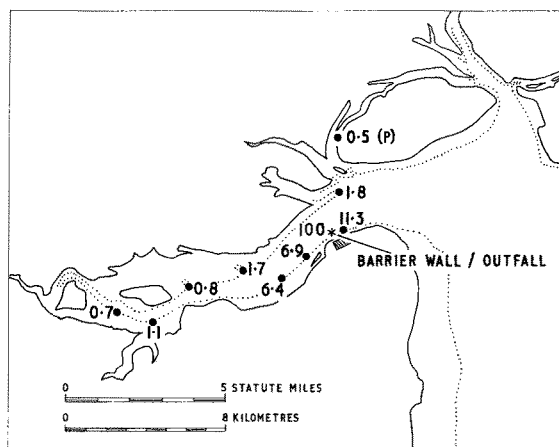 0·5 (P)
1·8
11·3
100 *
6·9
BARRIER WALL / OUTFALL
1·7
6·4
0·8
0·7
1·1
0 5 STATUTE MILES
0 8 KILOMETRES